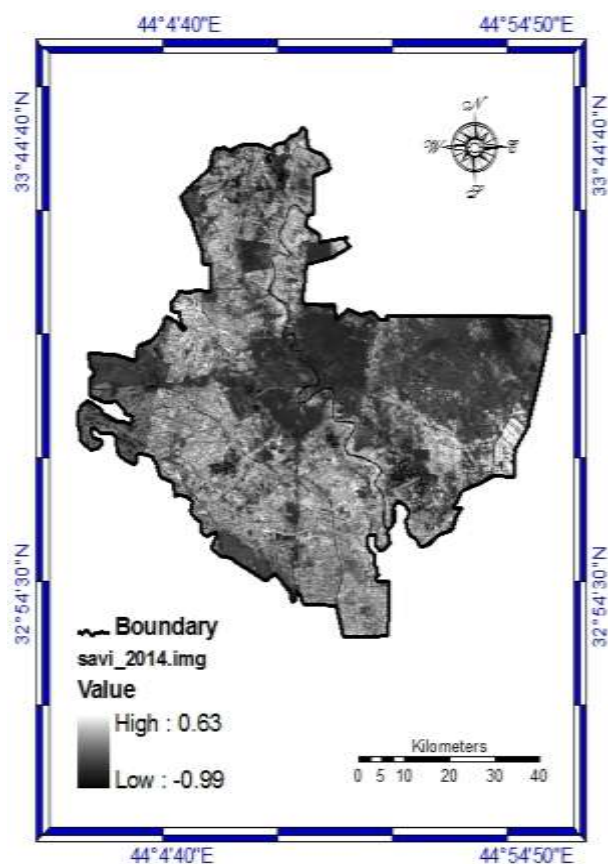 44°4'40"E 44°54'50"E
33°44'40"N
33°44'40"N
N
W E
S
32°54'30"N
32°54'30"N
Boundary
savi_2014.img
Value
High : 0.63
Low : -0.99
Kilometers
0 5 10 20 30 40
44°4'40"E 44°54'50"E